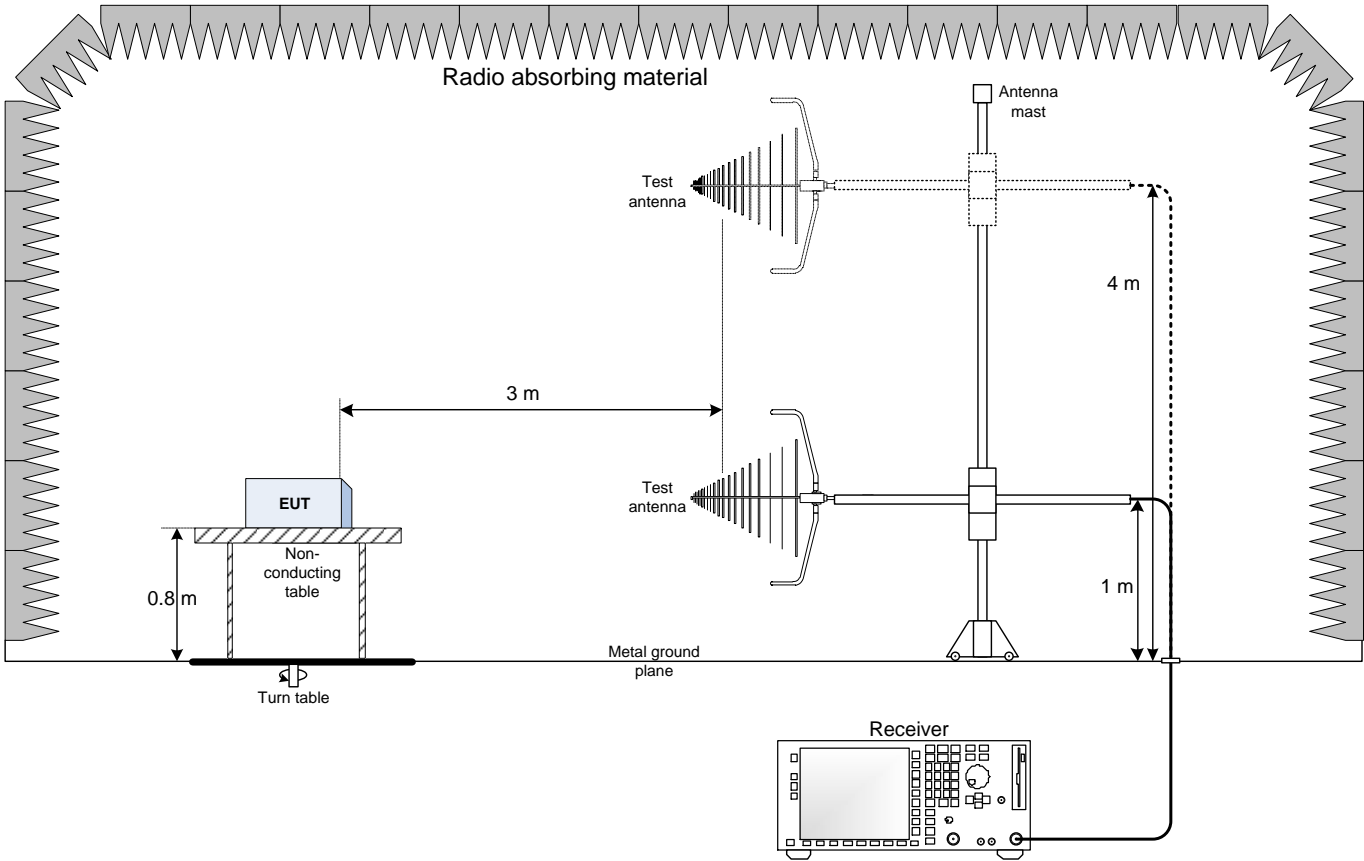 Radio absorbing material
Antenna
mast
Test
antenna
4 m
3 m
Test
antenna
EUT
Non-
conducting
table
0.8 m
1 m
Metal ground
plane
Turn table
Receiver